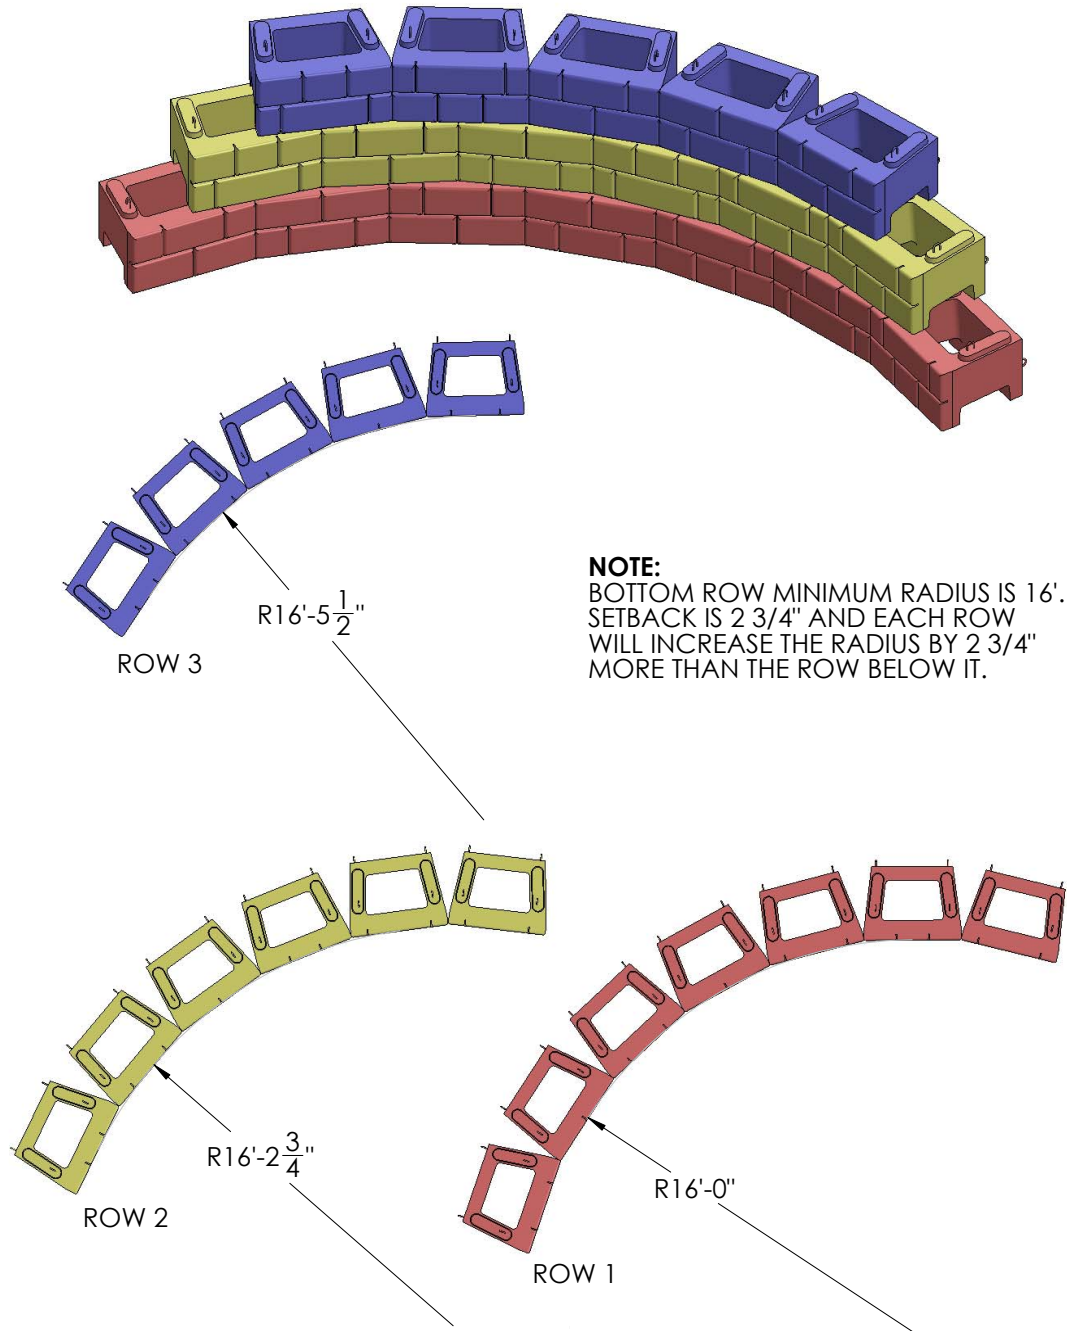 R16'-5 1/2"
ROW 3
NOTE:
BOTTOM ROW MINIMUM RADIUS IS 16'.
SETBACK IS 2 3/4" AND EACH ROW
WILL INCREASE THE RADIUS BY 2 3/4"
MORE THAN THE ROW BELOW IT.
R16'-2 3/4"
ROW 2
R16'-0"
ROW 1